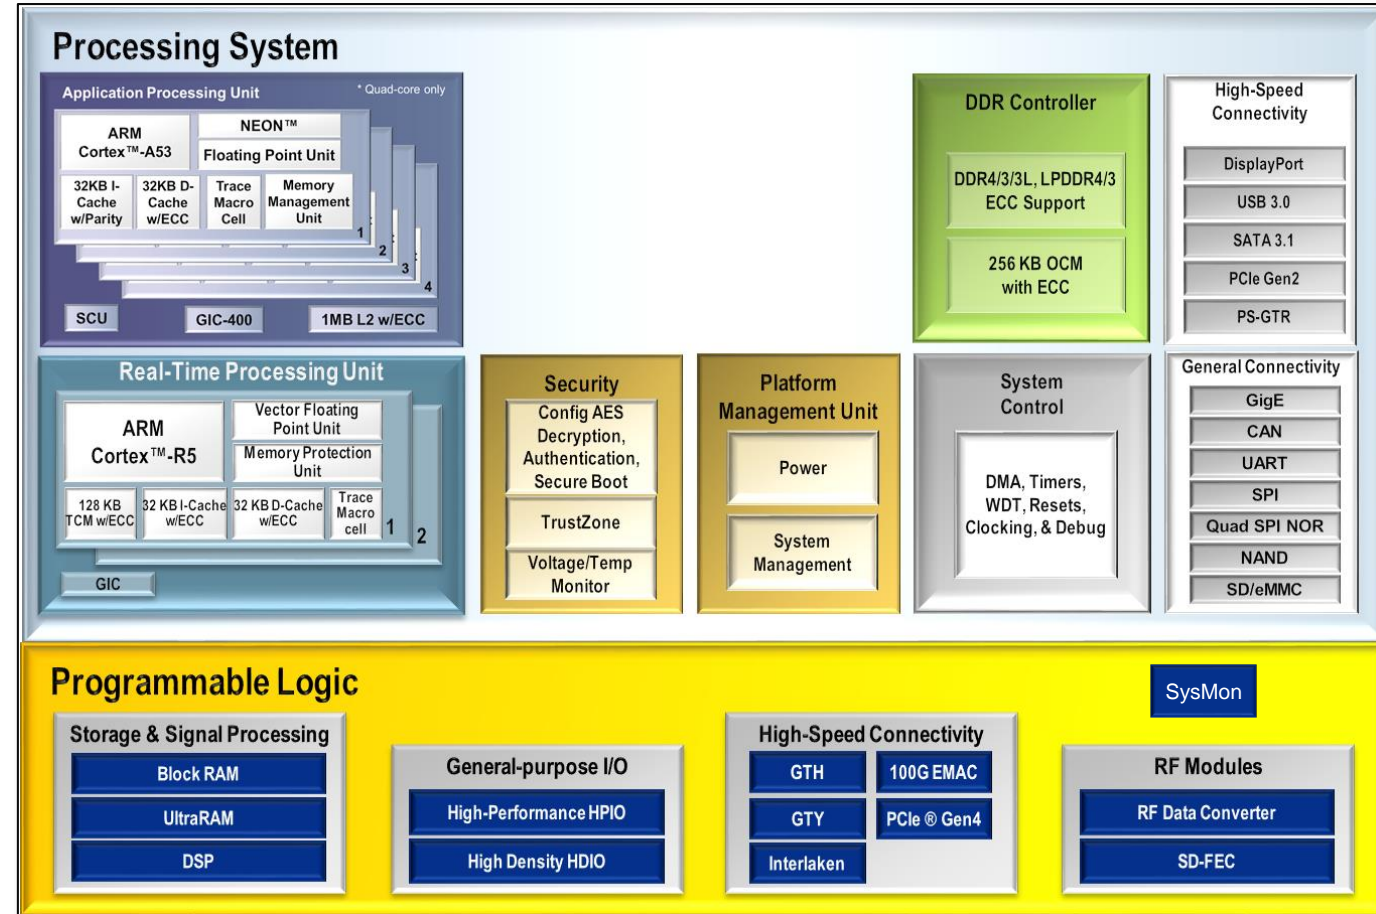 Processing System
Application Processing Unit
* Quad-core only
ARM
Cortex™-A53
NEON™
Floating Point Unit
32KB I-
Cache
w/Parity
32KB D-
Cache
w/ECC
Trace
Macro
Cell
Memory
Management
Unit
1
2
3
4
SCU
GIC-400
1MB L2 w/ECC
Real-Time Processing Unit
ARM
Cortex™-R5
Vector Floating
Point Unit
Memory Protection
Unit
128 KB
TCM w/ECC
32 KB I-Cache
w/ECC
32 KB D-Cache
w/ECC
Trace
Macro
cell
1
2
GIC
Security
Config AES
Decryption,
Authentication,
Secure Boot
TrustZone
Voltage/Temp
Monitor
Platform
Management Unit
Power
System
Management
DDR Controller
DDR4/3/3L, LPDDR4/3
ECC Support
256 KB OCM
with ECC
System
Control
DMA, Timers,
WDT, Resets,
Clocking, & Debug
High-Speed
Connectivity
DisplayPort
USB 3.0
SATA 3.1
PCIe Gen2
PS-GTR
General Connectivity
GigE
CAN
UART
SPI
Quad SPI NOR
NAND
SD/eMMC
Programmable Logic
SysMon
Storage & Signal Processing
Block RAM
UltraRAM
DSP
General-purpose I/O
High-Performance HPIO
High Density HDIO
High-Speed Connectivity
GTH
100G EMAC
GTY
PCIe ® Gen4
Interlaken
RF Modules
RF Data Converter
SD-FEC